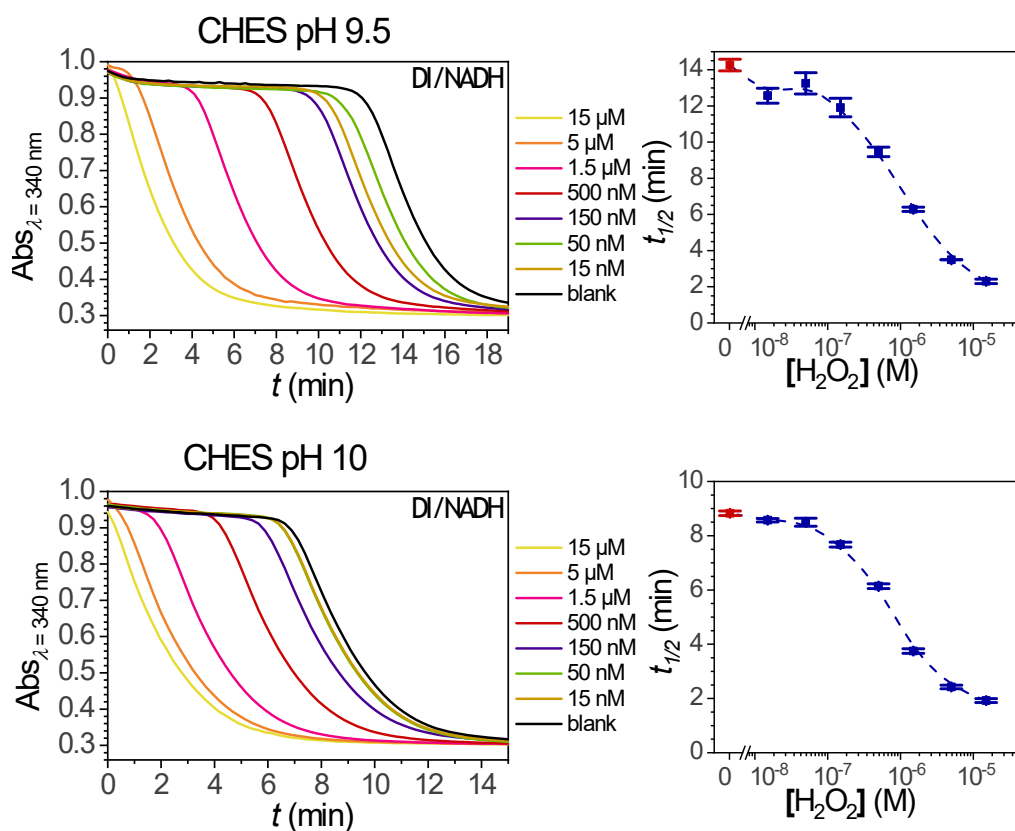 CHES pH 9.5
DI/NADH
1.0
0.9
0.8
0.7
0.6
0.5
0.4
0.3
Abs λ = 340 nm
0 2 4 6 8 10 12 14 16 18
t (min)
15 µM
5 µM
1.5 µM
500 nM
150 nM
50 nM
15 nM
blank
14
12
10
8
6
4
2
0
t1/2 (min)
0 10⁻⁸ 10⁻⁷ 10⁻⁶ 10⁻⁵
[H₂O₂] (M)
CHES pH 10
DI/NADH
1.0
0.9
0.8
0.7
0.6
0.5
0.4
0.3
Abs λ = 340 nm
0 2 4 6 8 10 12 14
t (min)
15 µM
5 µM
1.5 µM
500 nM
150 nM
50 nM
15 nM
blank
10
8
6
4
2
0
t1/2 (min)
0 10⁻⁸ 10⁻⁷ 10⁻⁶ 10⁻⁵
[H₂O₂] (M)